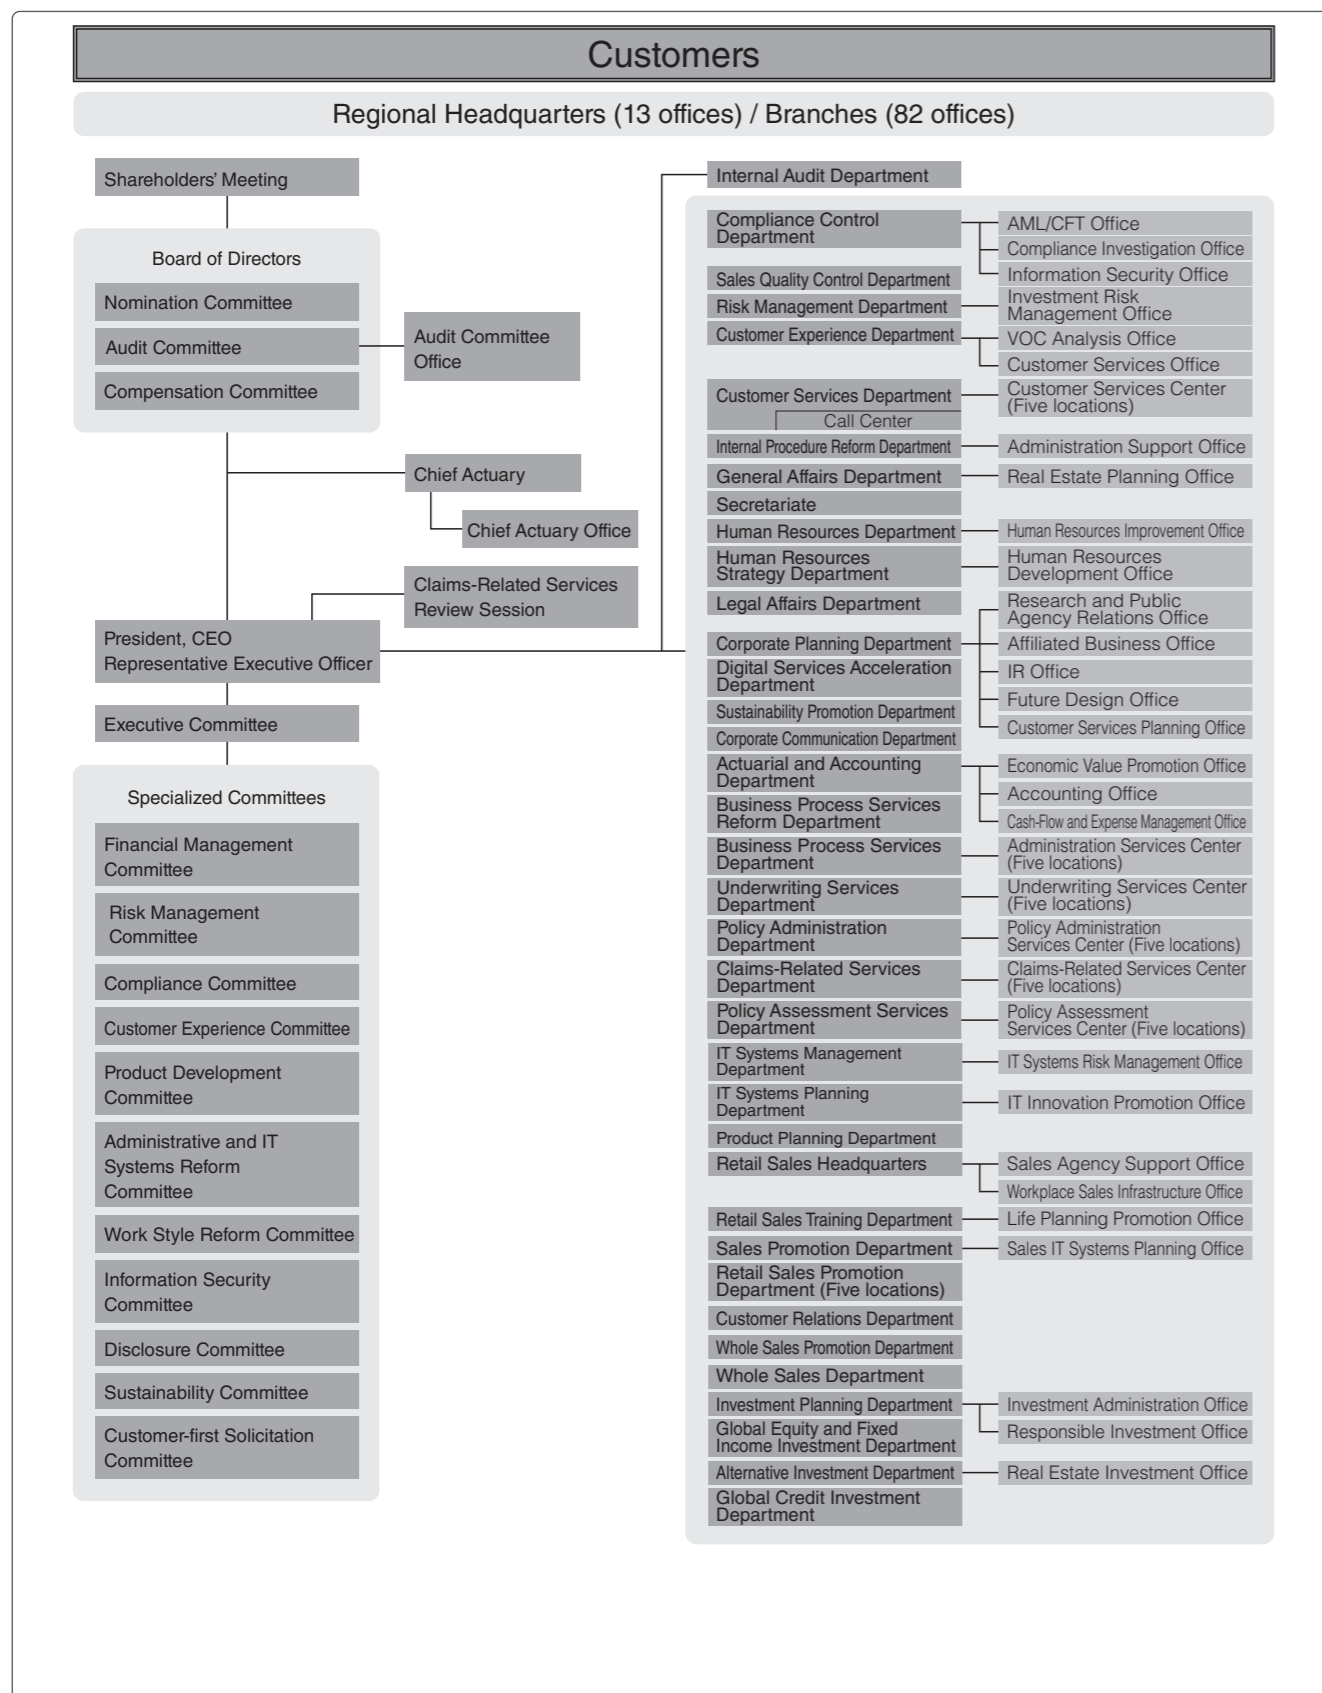 Customers
Regional Headquarters (13 offices) / Branches (82 offices)
Shareholders' Meeting
Board of Directors
Nomination Committee
Audit Committee
Compensation Committee
Audit Committee
Office
Chief Actuary
Chief Actuary Office
Claims-Related Services
Review Session
President, CEO
Representative Executive Officer
Executive Committee
Specialized Committees
Financial Management
Committee
Risk Management
Committee
Compliance Committee
Customer Experience Committee
Product Development
Committee
Administrative and IT
Systems Reform
Committee
Work Style Reform Committee
Information Security
Committee
Disclosure Committee
Sustainability Committee
Customer-first Solicitation
Committee
Internal Audit Department
Compliance Control
Department
AML/CFT Office
Compliance Investigation Office
Information Security Office
Sales Quality Control Department
Risk Management Department
Investment Risk
Management Office
Customer Experience Department
VOC Analysis Office
Customer Services Office
Customer Services Department
Call Center
Customer Services Center
(Five locations)
Internal Procedure Reform Department
Administration Support Office
General Affairs Department
Real Estate Planning Office
Secretariate
Human Resources Department
Human Resources Improvement Office
Human Resources
Strategy Department
Human Resources
Development Office
Legal Affairs Department
Corporate Planning Department
Research and Public
Agency Relations Office
Affiliated Business Office
IR Office
Future Design Office
Customer Services Planning Office
Digital Services Acceleration
Department
Sustainability Promotion Department
Corporate Communication Department
Actuarial and Accounting
Department
Economic Value Promotion Office
Accounting Office
Cash-Flow and Expense Management Office
Business Process Services
Reform Department
Business Process Services
Department
Administration Services Center
(Five locations)
Underwriting Services
Department
Underwriting Services Center
(Five locations)
Policy Administration
Department
Policy Administration
Services Center (Five locations)
Claims-Related Services
Department
Claims-Related Services Center
(Five locations)
Policy Assessment Services
Department
Policy Assessment
Services Center (Five locations)
IT Systems Management
Department
IT Systems Risk Management Office
IT Systems Planning
Department
IT Innovation Promotion Office
Product Planning Department
Retail Sales Headquarters
Sales Agency Support Office
Workplace Sales Infrastructure Office
Retail Sales Training Department
Life Planning Promotion Office
Sales Promotion Department
Sales IT Systems Planning Office
Retail Sales Promotion
Department (Five locations)
Customer Relations Department
Whole Sales Promotion Department
Whole Sales Department
Investment Planning Department
Investment Administration Office
Responsible Investment Office
Global Equity and Fixed
Income Investment Department
Alternative Investment Department
Real Estate Investment Office
Global Credit Investment
Department